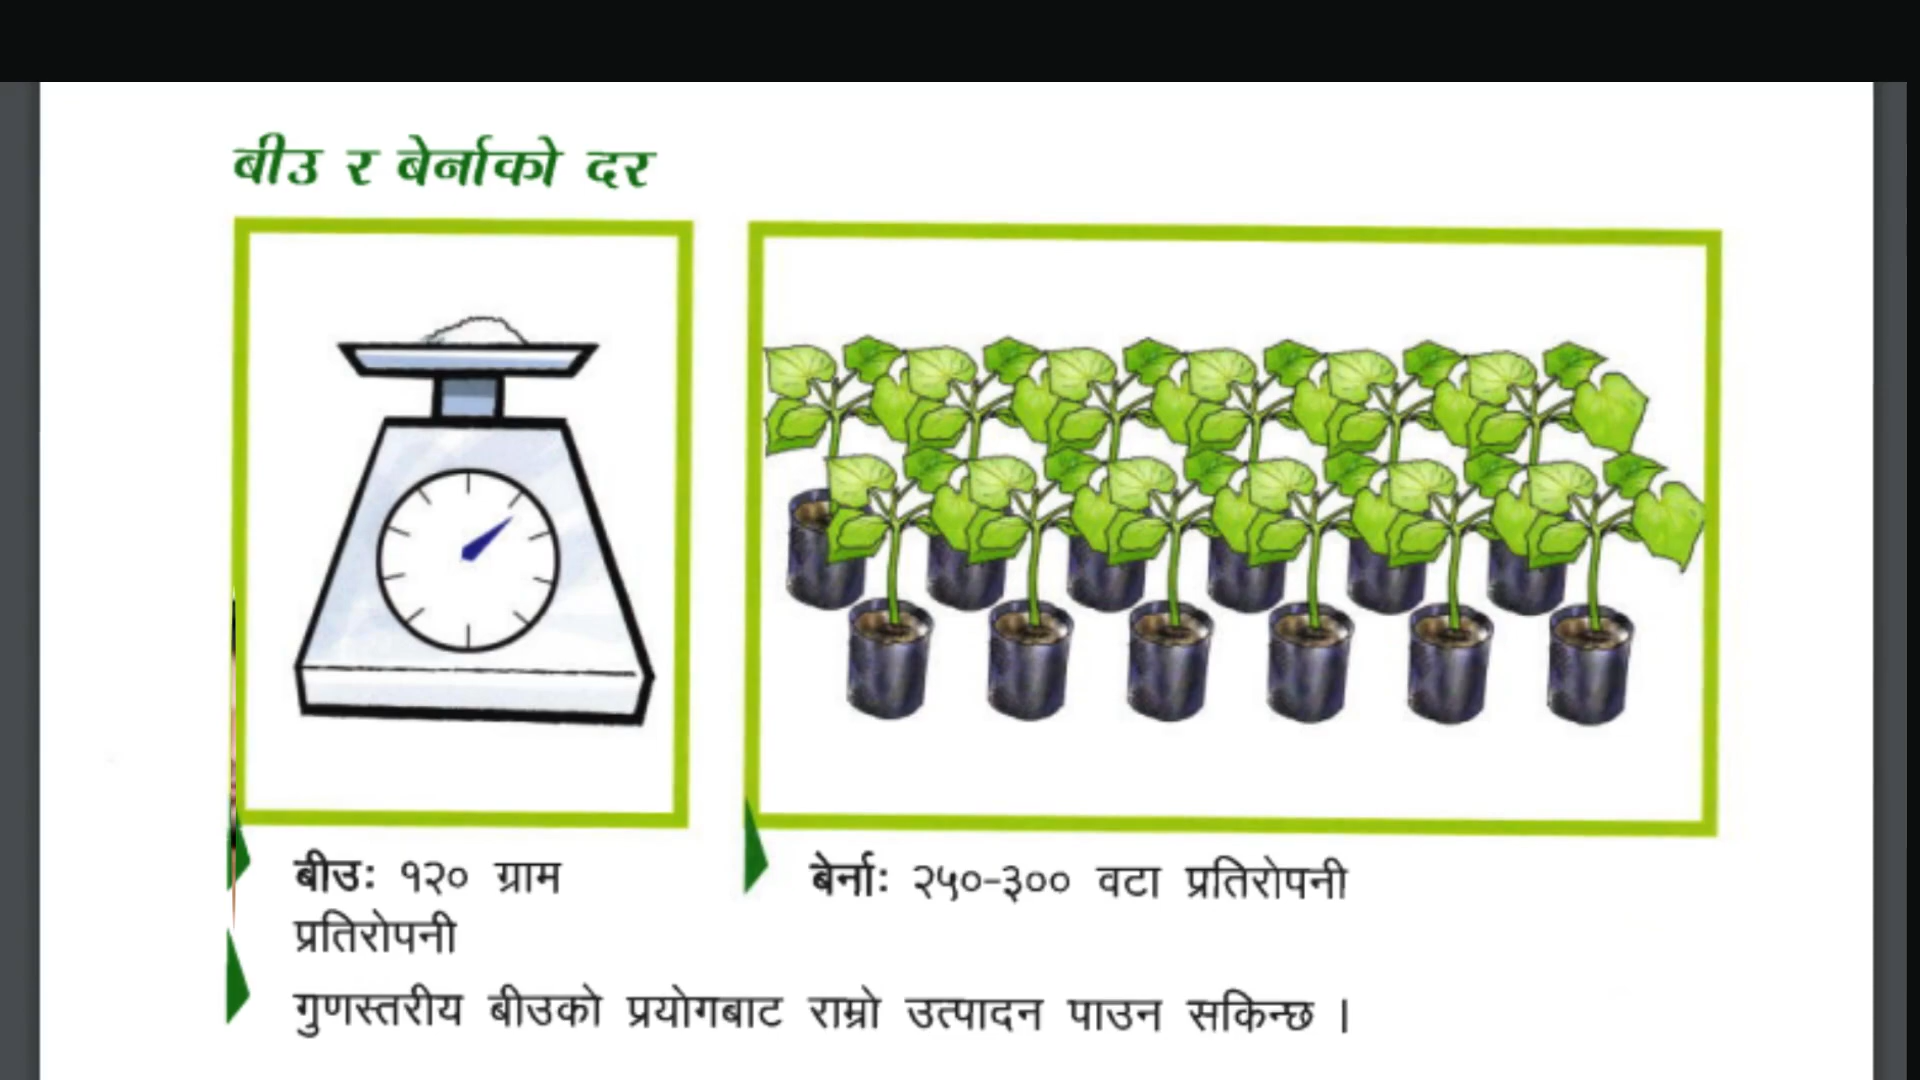 बीउ र बेर्नाको दर
बीउः १२० ग्राम
प्रतिरोपनी
बेर्नाः २५०-३०० वटा प्रतिरोपनी
गुणस्तरीय बीउको प्रयोगबाट राम्रो उत्पादन पाउन सकिन्छ ।